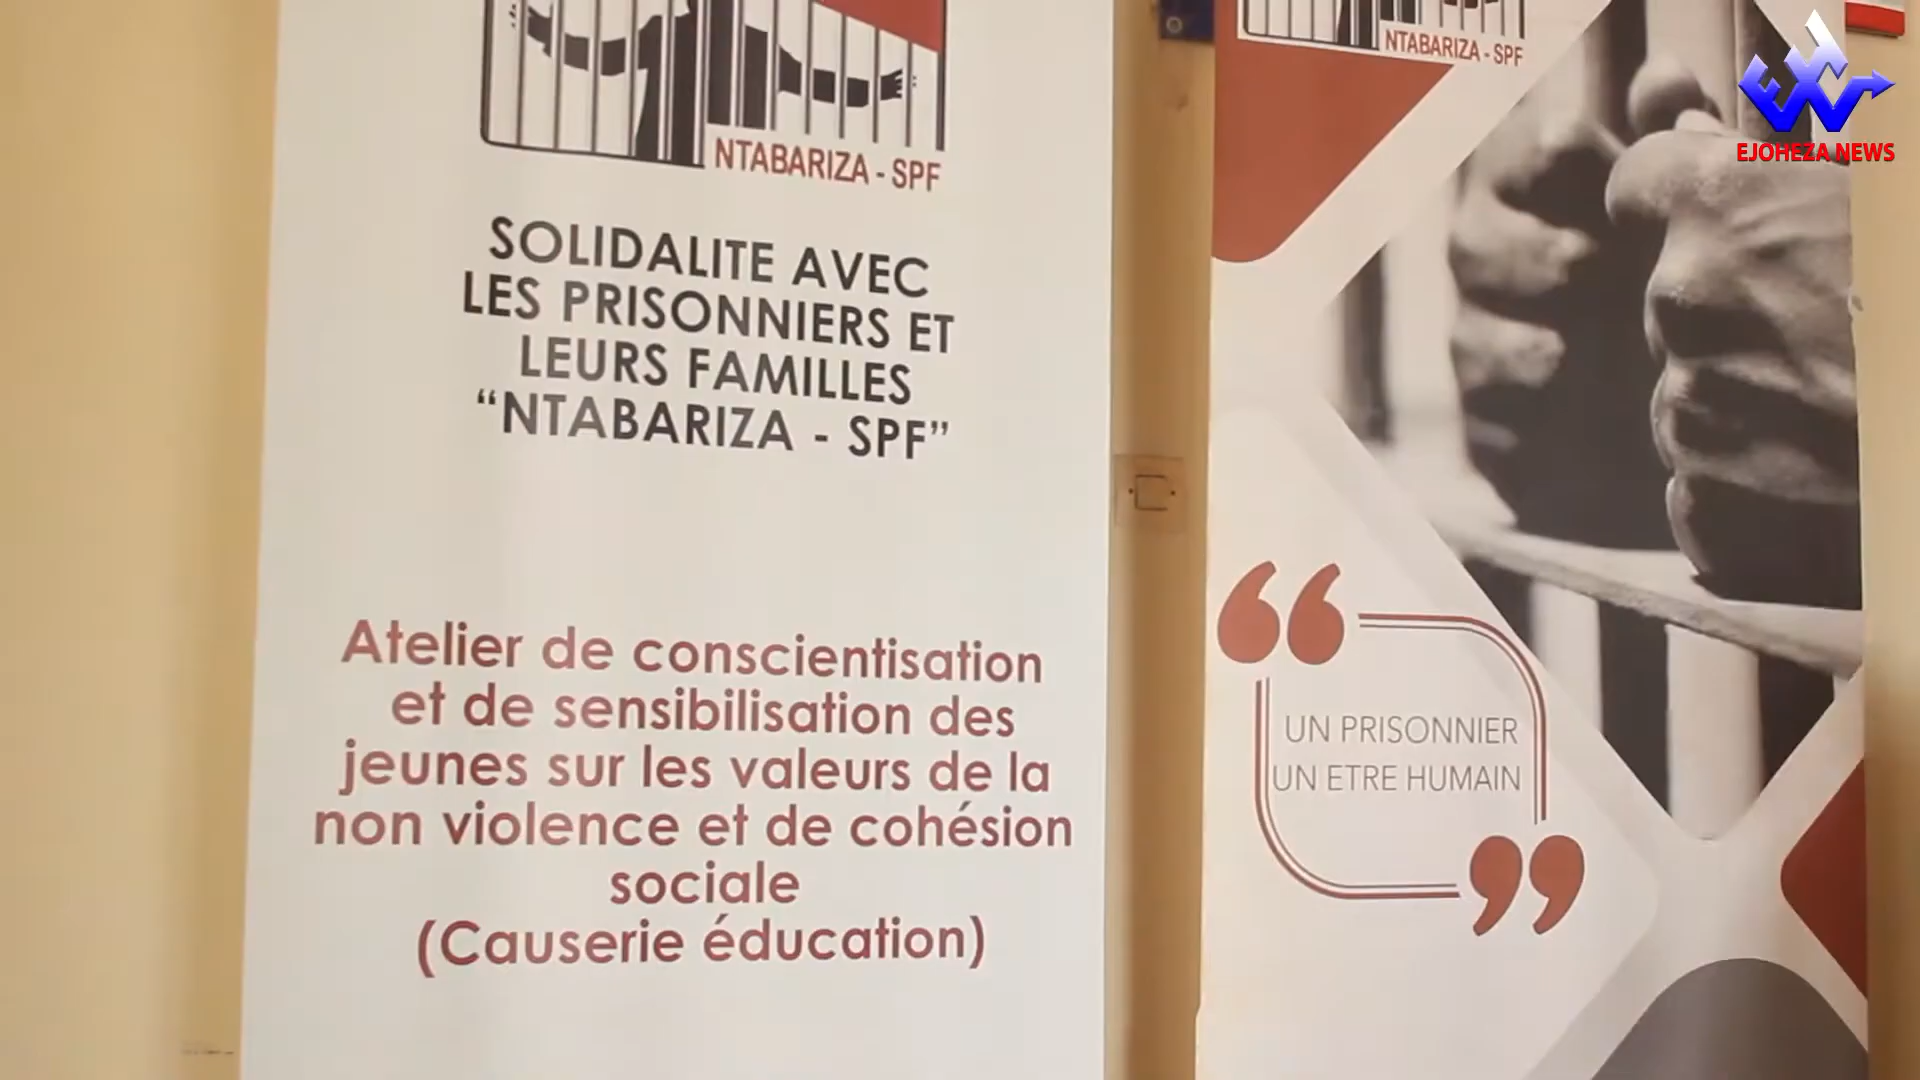 NTABARIZA - SPF
SOLIDALITE AVEC
LES PRISONNIERS ET
LEURS FAMILLES
“NTABARIZA - SPF”
Atelier de conscientisation
et de sensibilisation des
jeunes sur les valeurs de la
non violence et de cohésion
sociale
(Causerie éducation)
NTABARIZA - SPF
UN PRISONNIER
UN ETRE HUMAIN
EJOHEZA NEWS